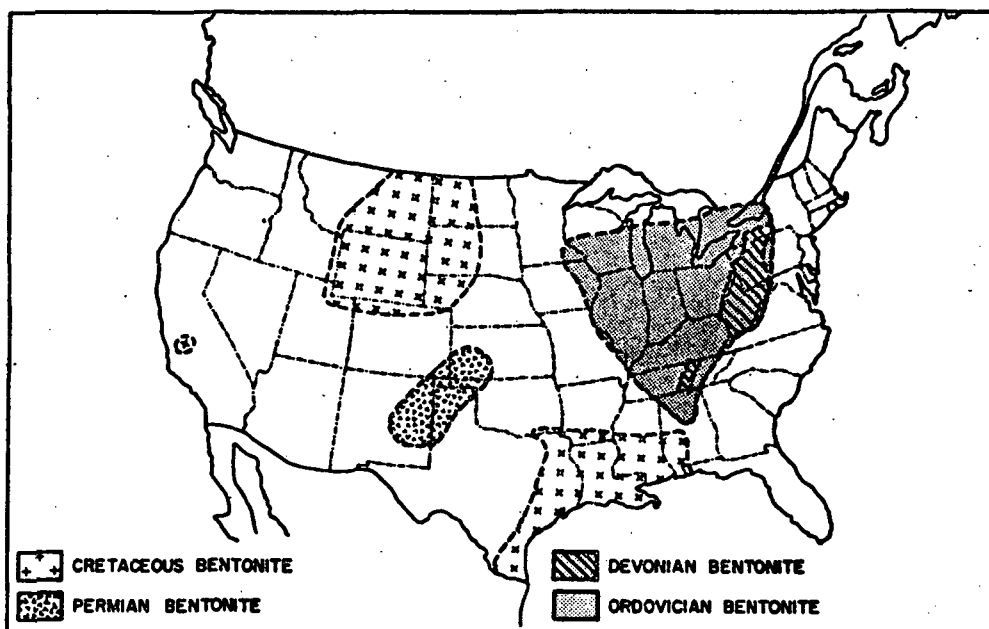 CRETACEOUS BENTONITE
PERMIAN BENTONITE
DEVONIAN BENTONITE
ORDOVICIAN BENTONITE